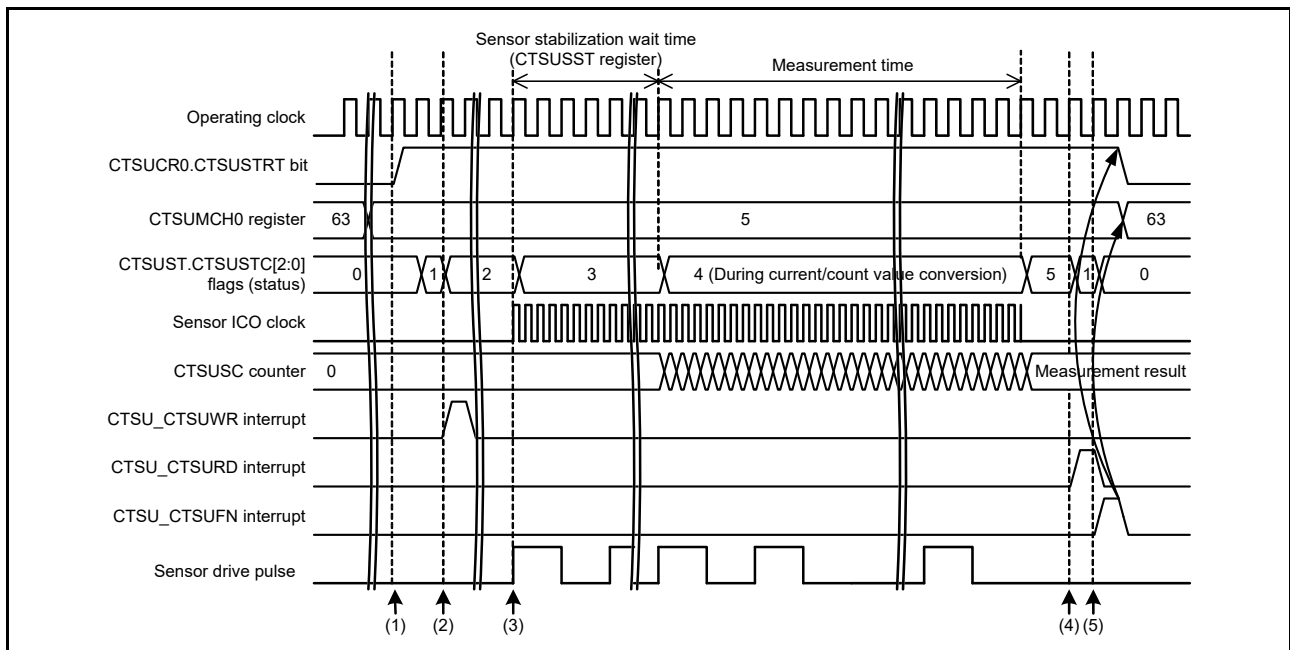 Sensor stabilization wait time
(CTSUSST register)
Measurement time
Operating clock
CTSUCR0.CTSUSTRT bit
CTSUMCH0 register
63
5
63
CTSUST.CTSUSTC[2:0]
flags (status)
0
1
2
3
4 (During current/count value conversion)
5
1
0
Sensor ICO clock
CTSUSC counter
0
Measurement result
CTSU_CTSUWR interrupt
CTSU_CTSURD interrupt
CTSU_CTSUFN interrupt
Sensor drive pulse
(1)
(2)
(3)
(4)
(5)